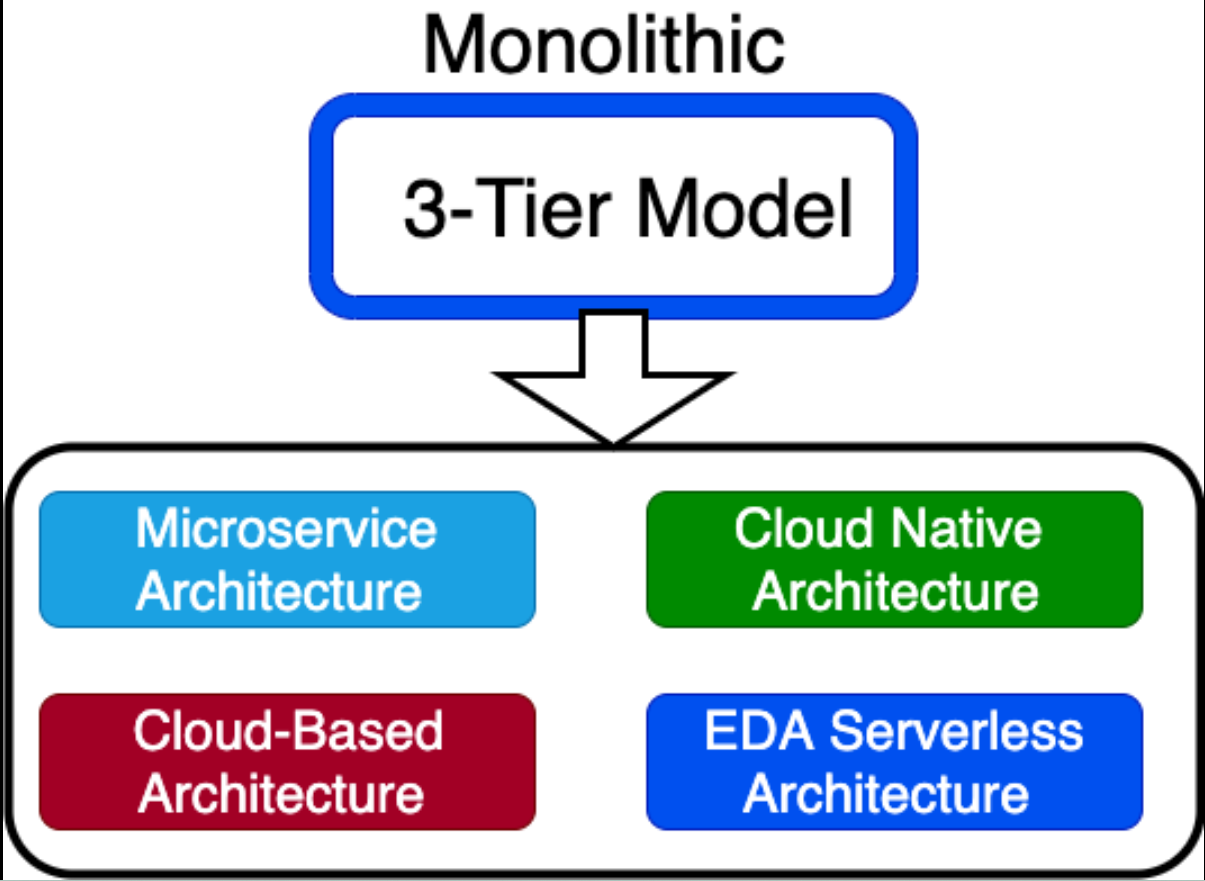 Monolithic
3-Tier Model
Microservice
Architecture
Cloud Native
Architecture
Cloud-Based
Architecture
EDA Serverless
Architecture